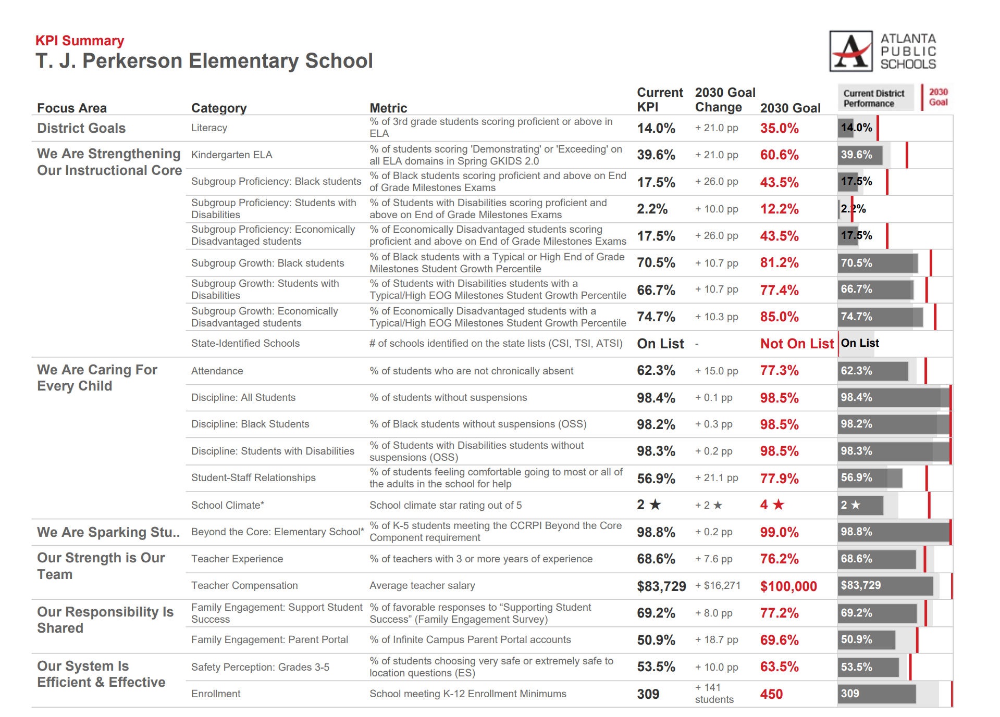 KPI Summary
T. J. Perkerson Elementary School
ATLANTA
PUBLIC
SCHOOLS
Focus Area Category Metric Current KPI 2030 Goal Change 2030 Goal Current District Performance 2030 Goal
District Goals Literacy % of 3rd grade students scoring proficient or above in
ELA 14.0% + 21.0 pp 35.0% 14.0%
We Are Strengthening
Our Instructional Core
Kindergarten ELA % of students scoring 'Demonstrating' or 'Exceeding' on
all ELA domains in Spring GKIDS 2.0 39.6% + 21.0 pp 60.6% 39.6%
Subgroup Proficiency: Black students % of Black students scoring proficient and above on End
of Grade Milestones Exams 17.5% + 26.0 pp 43.5% 17.5%
Subgroup Proficiency: Students with
Disabilities
% of Students with Disabilities scoring proficient and
above on End of Grade Milestones Exams 2.2% + 10.0 pp 12.2% 2.2%
Subgroup Proficiency: Economically
Disadvantaged students
% of Economically Disadvantaged students scoring
proficient and above on End of Grade Milestones Exams 17.5% + 26.0 pp 43.5% 17.5%
Subgroup Growth: Black students % of Black students with a Typical or High End of Grade
Milestones Student Growth Percentile 70.5% + 10.7 pp 81.2% 70.5%
Subgroup Growth: Students with
Disabilities
% of Students with Disabilities students with a
Typical/High EOG Milestones Student Growth Percentile 66.7% + 10.7 pp 77.4% 66.7%
Subgroup Growth: Economically
Disadvantaged students
% of Economically Disadvantaged students with a
Typical/High EOG Milestones Student Growth Percentile 74.7% + 10.3 pp 85.0% 74.7%
State-Identified Schools # of schools identified on the state lists (CSI, TSI, ATSI) On List - Not On List On List
We Are Caring For
Every Child
Attendance % of students who are not chronically absent 62.3% + 15.0 pp 77.3% 62.3%
Discipline: All Students % of students without suspensions 98.4% + 0.1 pp 98.5% 98.4%
Discipline: Black Students % of Black students without suspensions (OSS) 98.2% + 0.3 pp 98.5% 98.2%
Discipline: Students with Disabilities % of Students with Disabilities students without
suspensions (OSS) 98.3% + 0.2 pp 98.5% 98.3%
Student-Staff Relationships % of students feeling comfortable going to most or all of
the adults in the school for help 56.9% + 21.1 pp 77.9% 56.9%
School Climate* School climate star rating out of 5 2 ★ + 2 ★ 4 ★ 2 ★
We Are Sparking Stu.. Beyond the Core: Elementary School* % of K-5 students meeting the CCRPI Beyond the Core
Component requirement 98.8% + 0.2 pp 99.0% 98.8%
Our Strength is Our
Team
Teacher Experience % of teachers with 3 or more years of experience 68.6% + 7.6 pp 76.2% 68.6%
Teacher Compensation Average teacher salary $83,729 + $16,271 $100,000 $83,729
Our Responsibility Is
Shared
Family Engagement: Support Student
Success
% of favorable responses to “Supporting Student
Success” (Family Engagement Survey) 69.2% + 8.0 pp 77.2% 69.2%
Family Engagement: Parent Portal % of Infinite Campus Parent Portal accounts 50.9% + 18.7 pp 69.6% 50.9%
Our System Is
Efficient & Effective
Safety Perception: Grades 3-5 % of students choosing very safe or extremely safe to
location questions (ES) 53.5% + 10.0 pp 63.5% 53.5%
Enrollment School meeting K-12 Enrollment Minimums 309 + 141
students 450 309